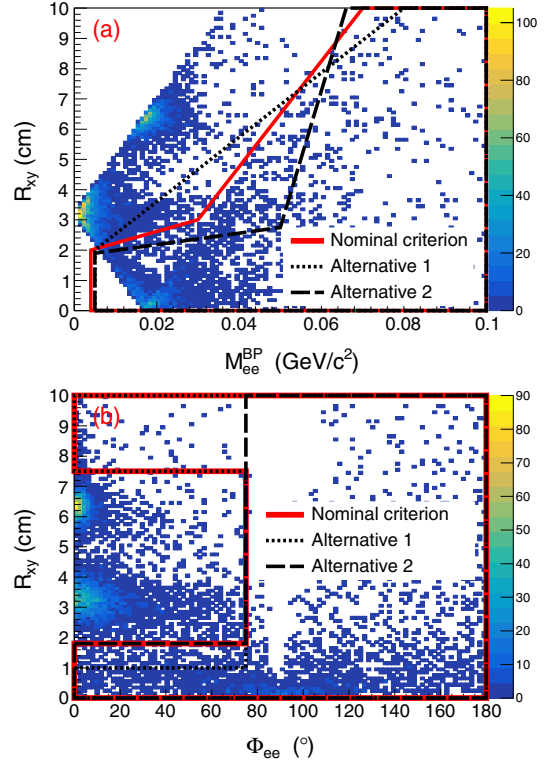 (a)
R_xy (cm)
10
9
8
7
6
5
4
3
2
1
0
Nominal criterion
Alternative 1
Alternative 2
0.02 0.04 0.06 0.08 0.1
M_ee^BP (GeV/c²)
100
80
60
40
20
0
(b)
R_xy (cm)
10
9
8
7
6
5
4
3
2
1
0
Nominal criterion
Alternative 1
Alternative 2
0 20 40 60 80 100 120 140 160 180
Φ_ee (°)
90
80
70
60
50
40
30
20
10
0